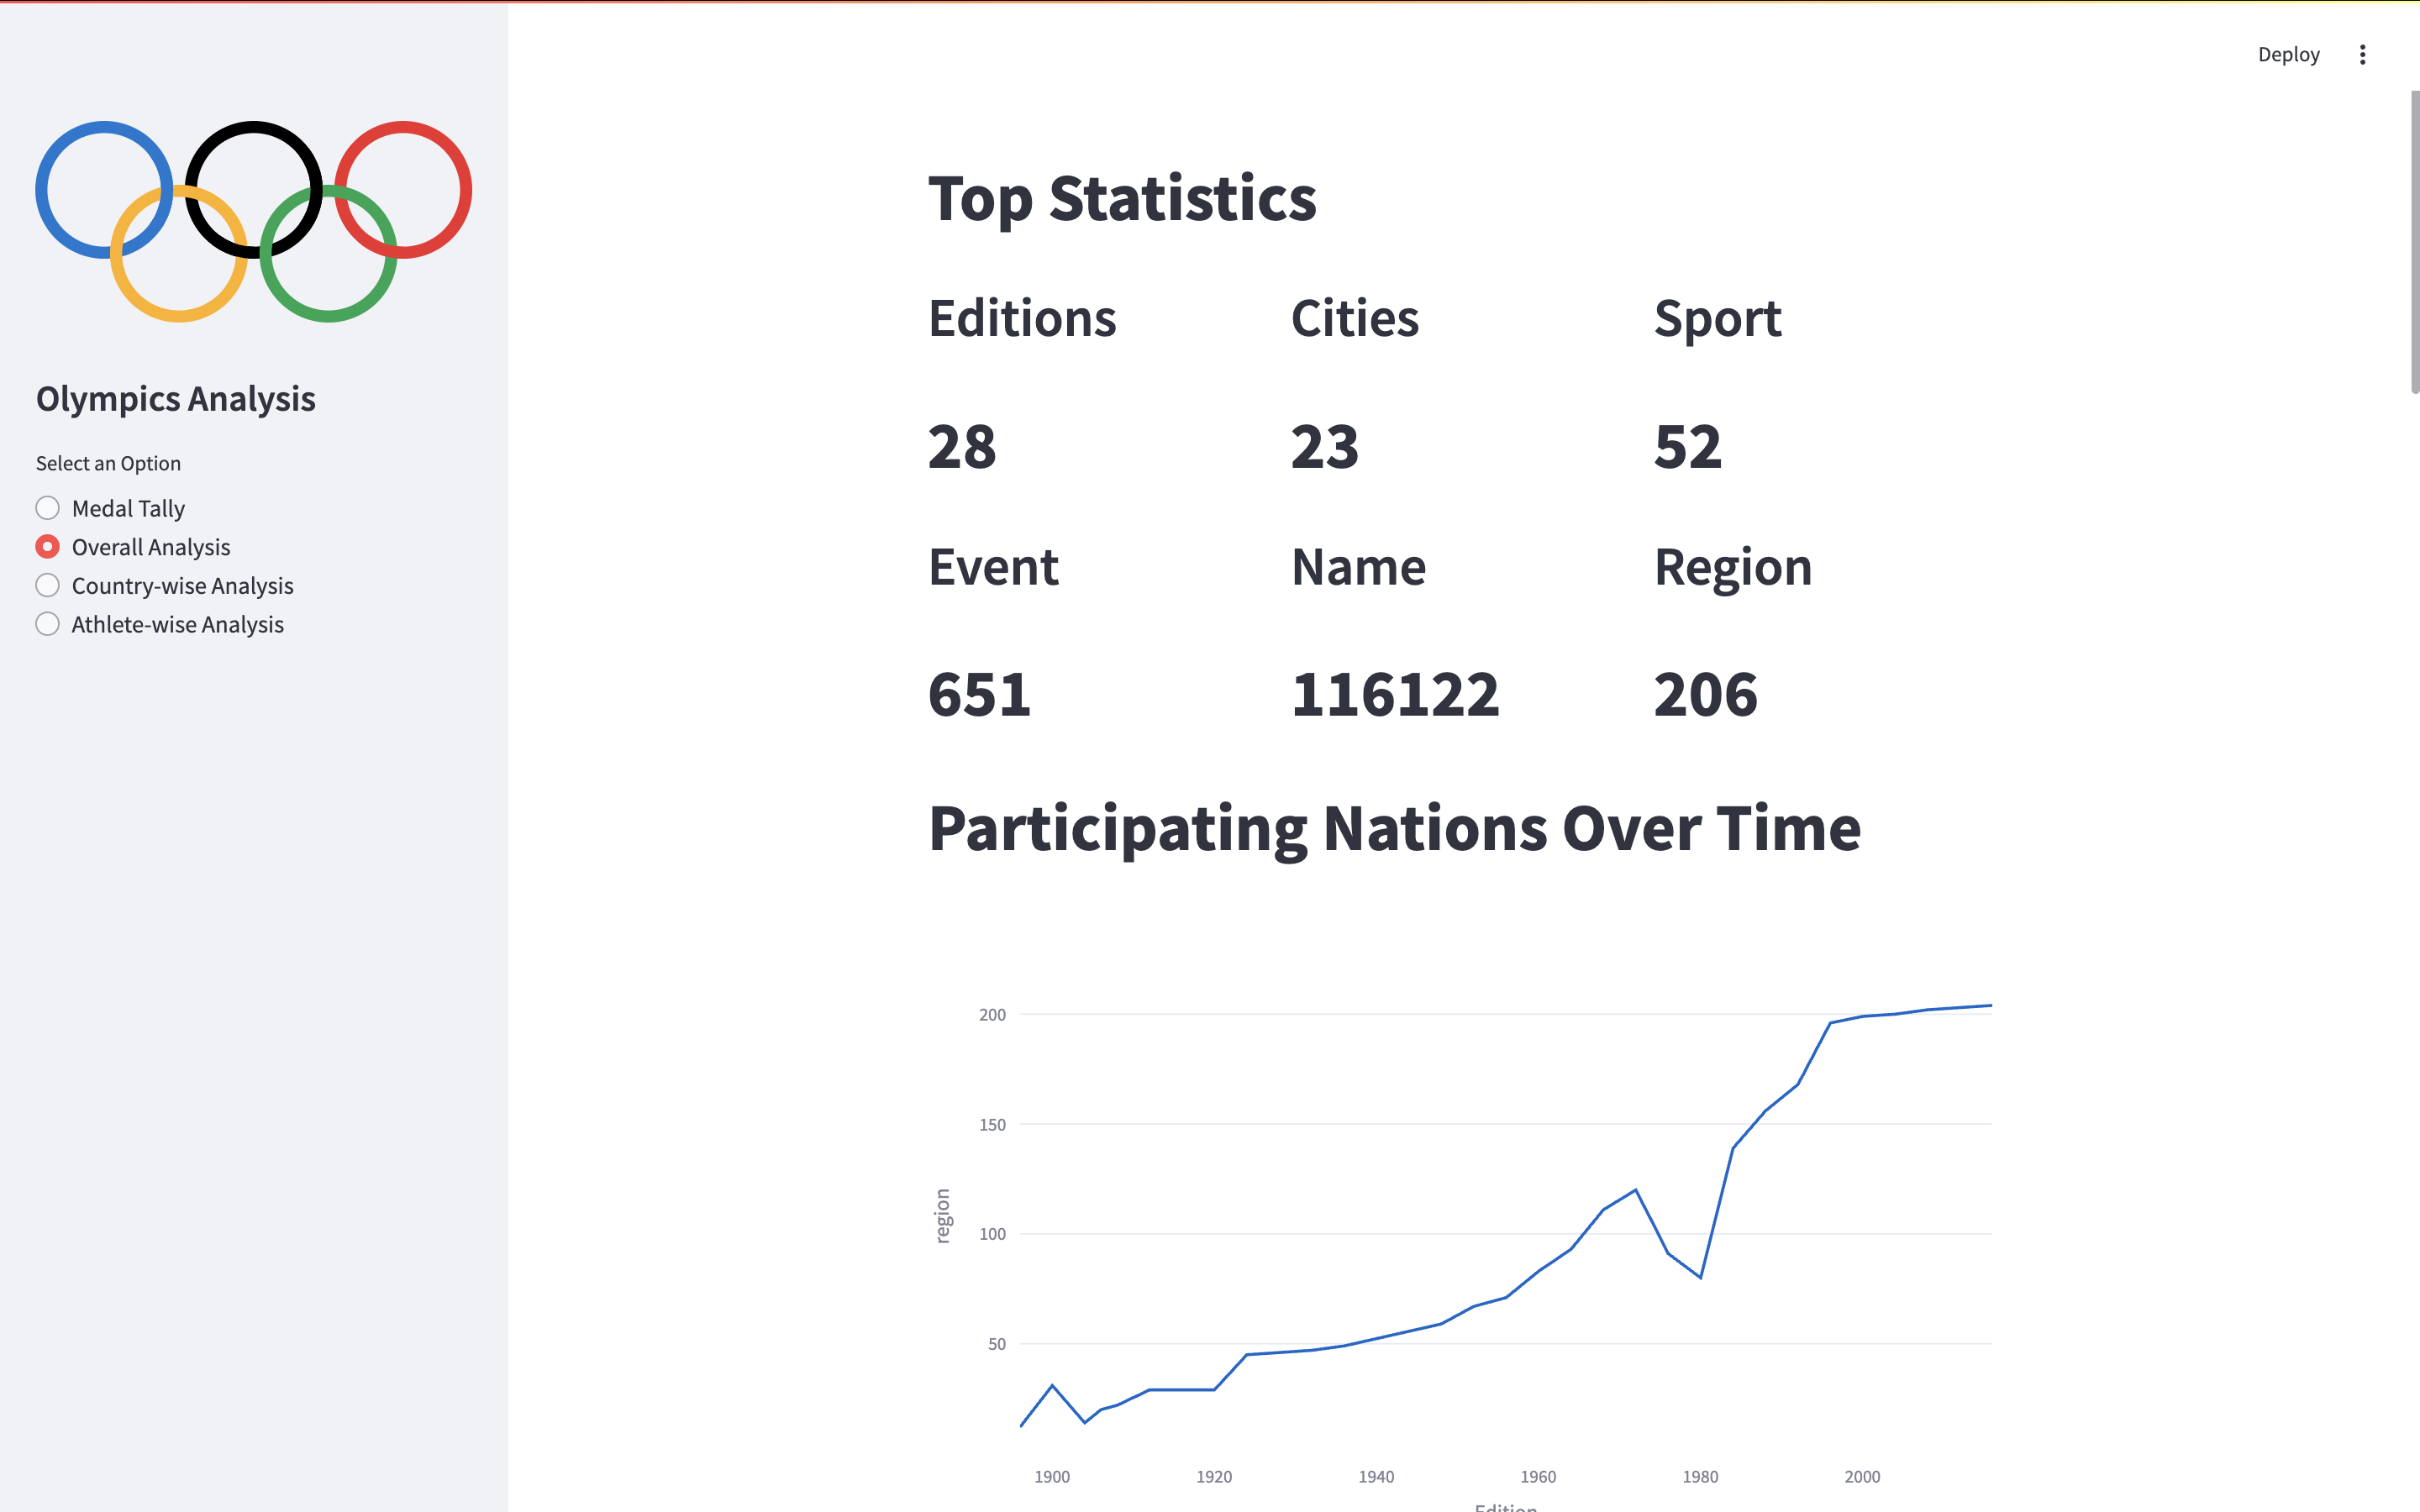 Deploy
Olympics Analysis
Select an Option
Medal Tally
Overall Analysis
Country-wise Analysis
Athlete-wise Analysis
Top Statistics
Editions Cities Sport
28 23 52
Event Name Region
651 116122 206
Participating Nations Over Time
200
150
100
50
region
1900 1920 1940 1960 1980 2000
Edition